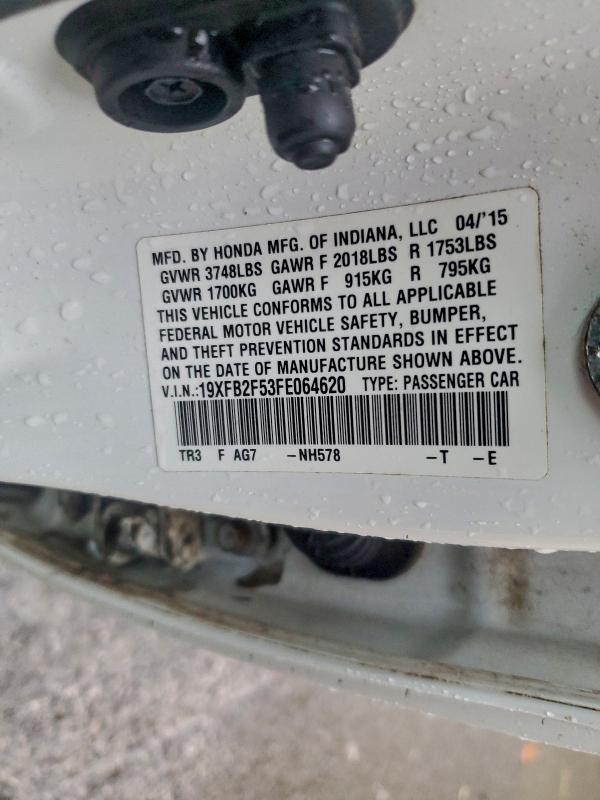 MFD. BY HONDA MFG. OF INDIANA, LLC 04/'15
GVWR 3748LBS GAWR F 2018LBS R 1753LBS
GVWR 1700KG GAWR F 915KG R 795KG
THIS VEHICLE CONFORMS TO ALL APPLICABLE
FEDERAL MOTOR VEHICLE SAFETY, BUMPER,
AND THEFT PREVENTION STANDARDS IN EFFECT
ON THE DATE OF MANUFACTURE SHOWN ABOVE.
V.I.N.:19XFB2F53FE064620 TYPE: PASSENGER CAR
TR3 F AG7 -NH578 -T -E